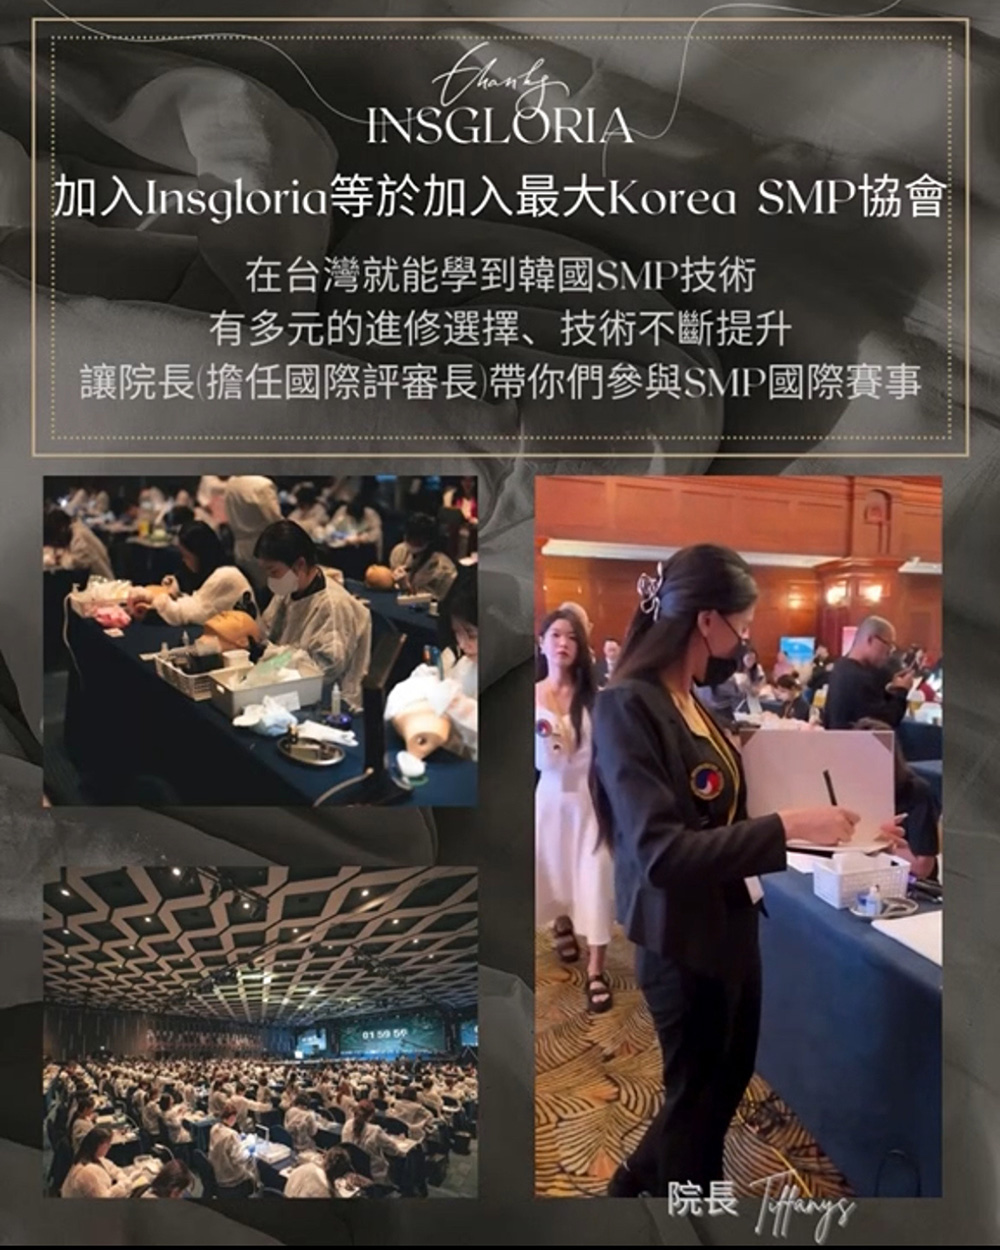 Thanks
INSGLORIA
加入Insgloria等於加入最大Korea SMP協會
在台灣就能學到韓國SMP技術
有多元的進修選擇、技術不斷提升
讓院長(擔任國際評審長)帶你們參與SMP國際賽事
01:59:50
院長 Tiffanys